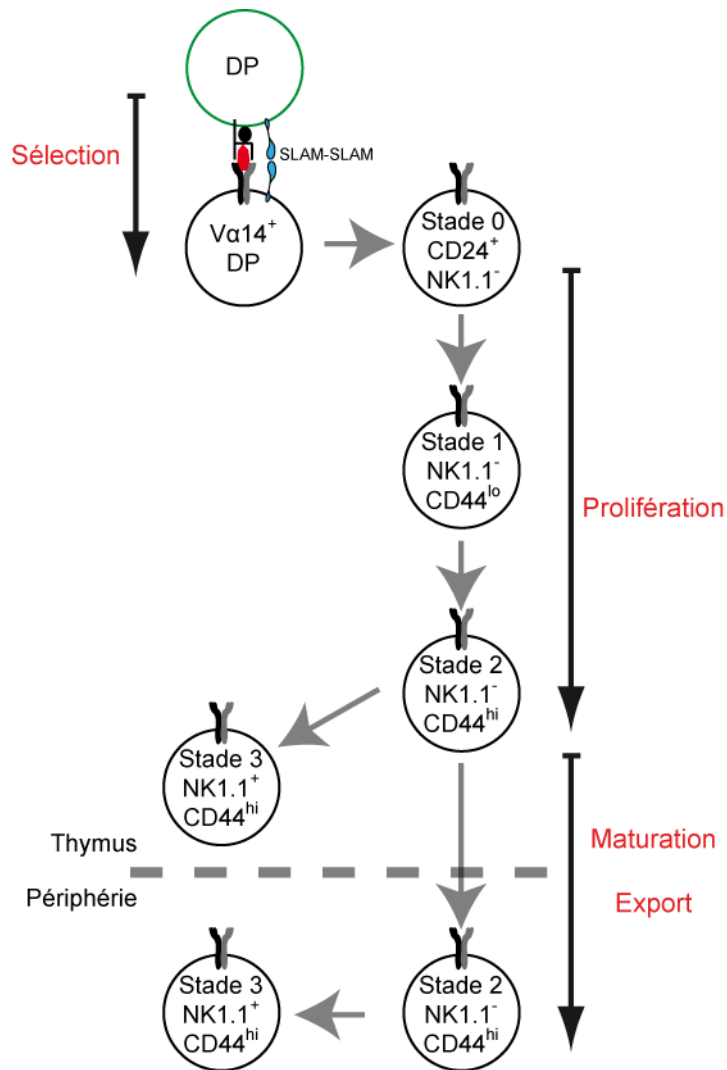 DP
Sélection
SLAM-SLAM
Vα14⁺
DP
Stade 0
CD24⁺
NK1.1⁻
Stade 1
NK1.1⁻
CD44ˡᵒ
Prolifération
Stade 2
NK1.1⁻
CD44ʰⁱ
Stade 3
NK1.1⁺
CD44ʰⁱ
Thymus
Maturation
Périphérie
Export
Stade 3
NK1.1⁺
CD44ʰⁱ
Stade 2
NK1.1⁻
CD44ʰⁱ